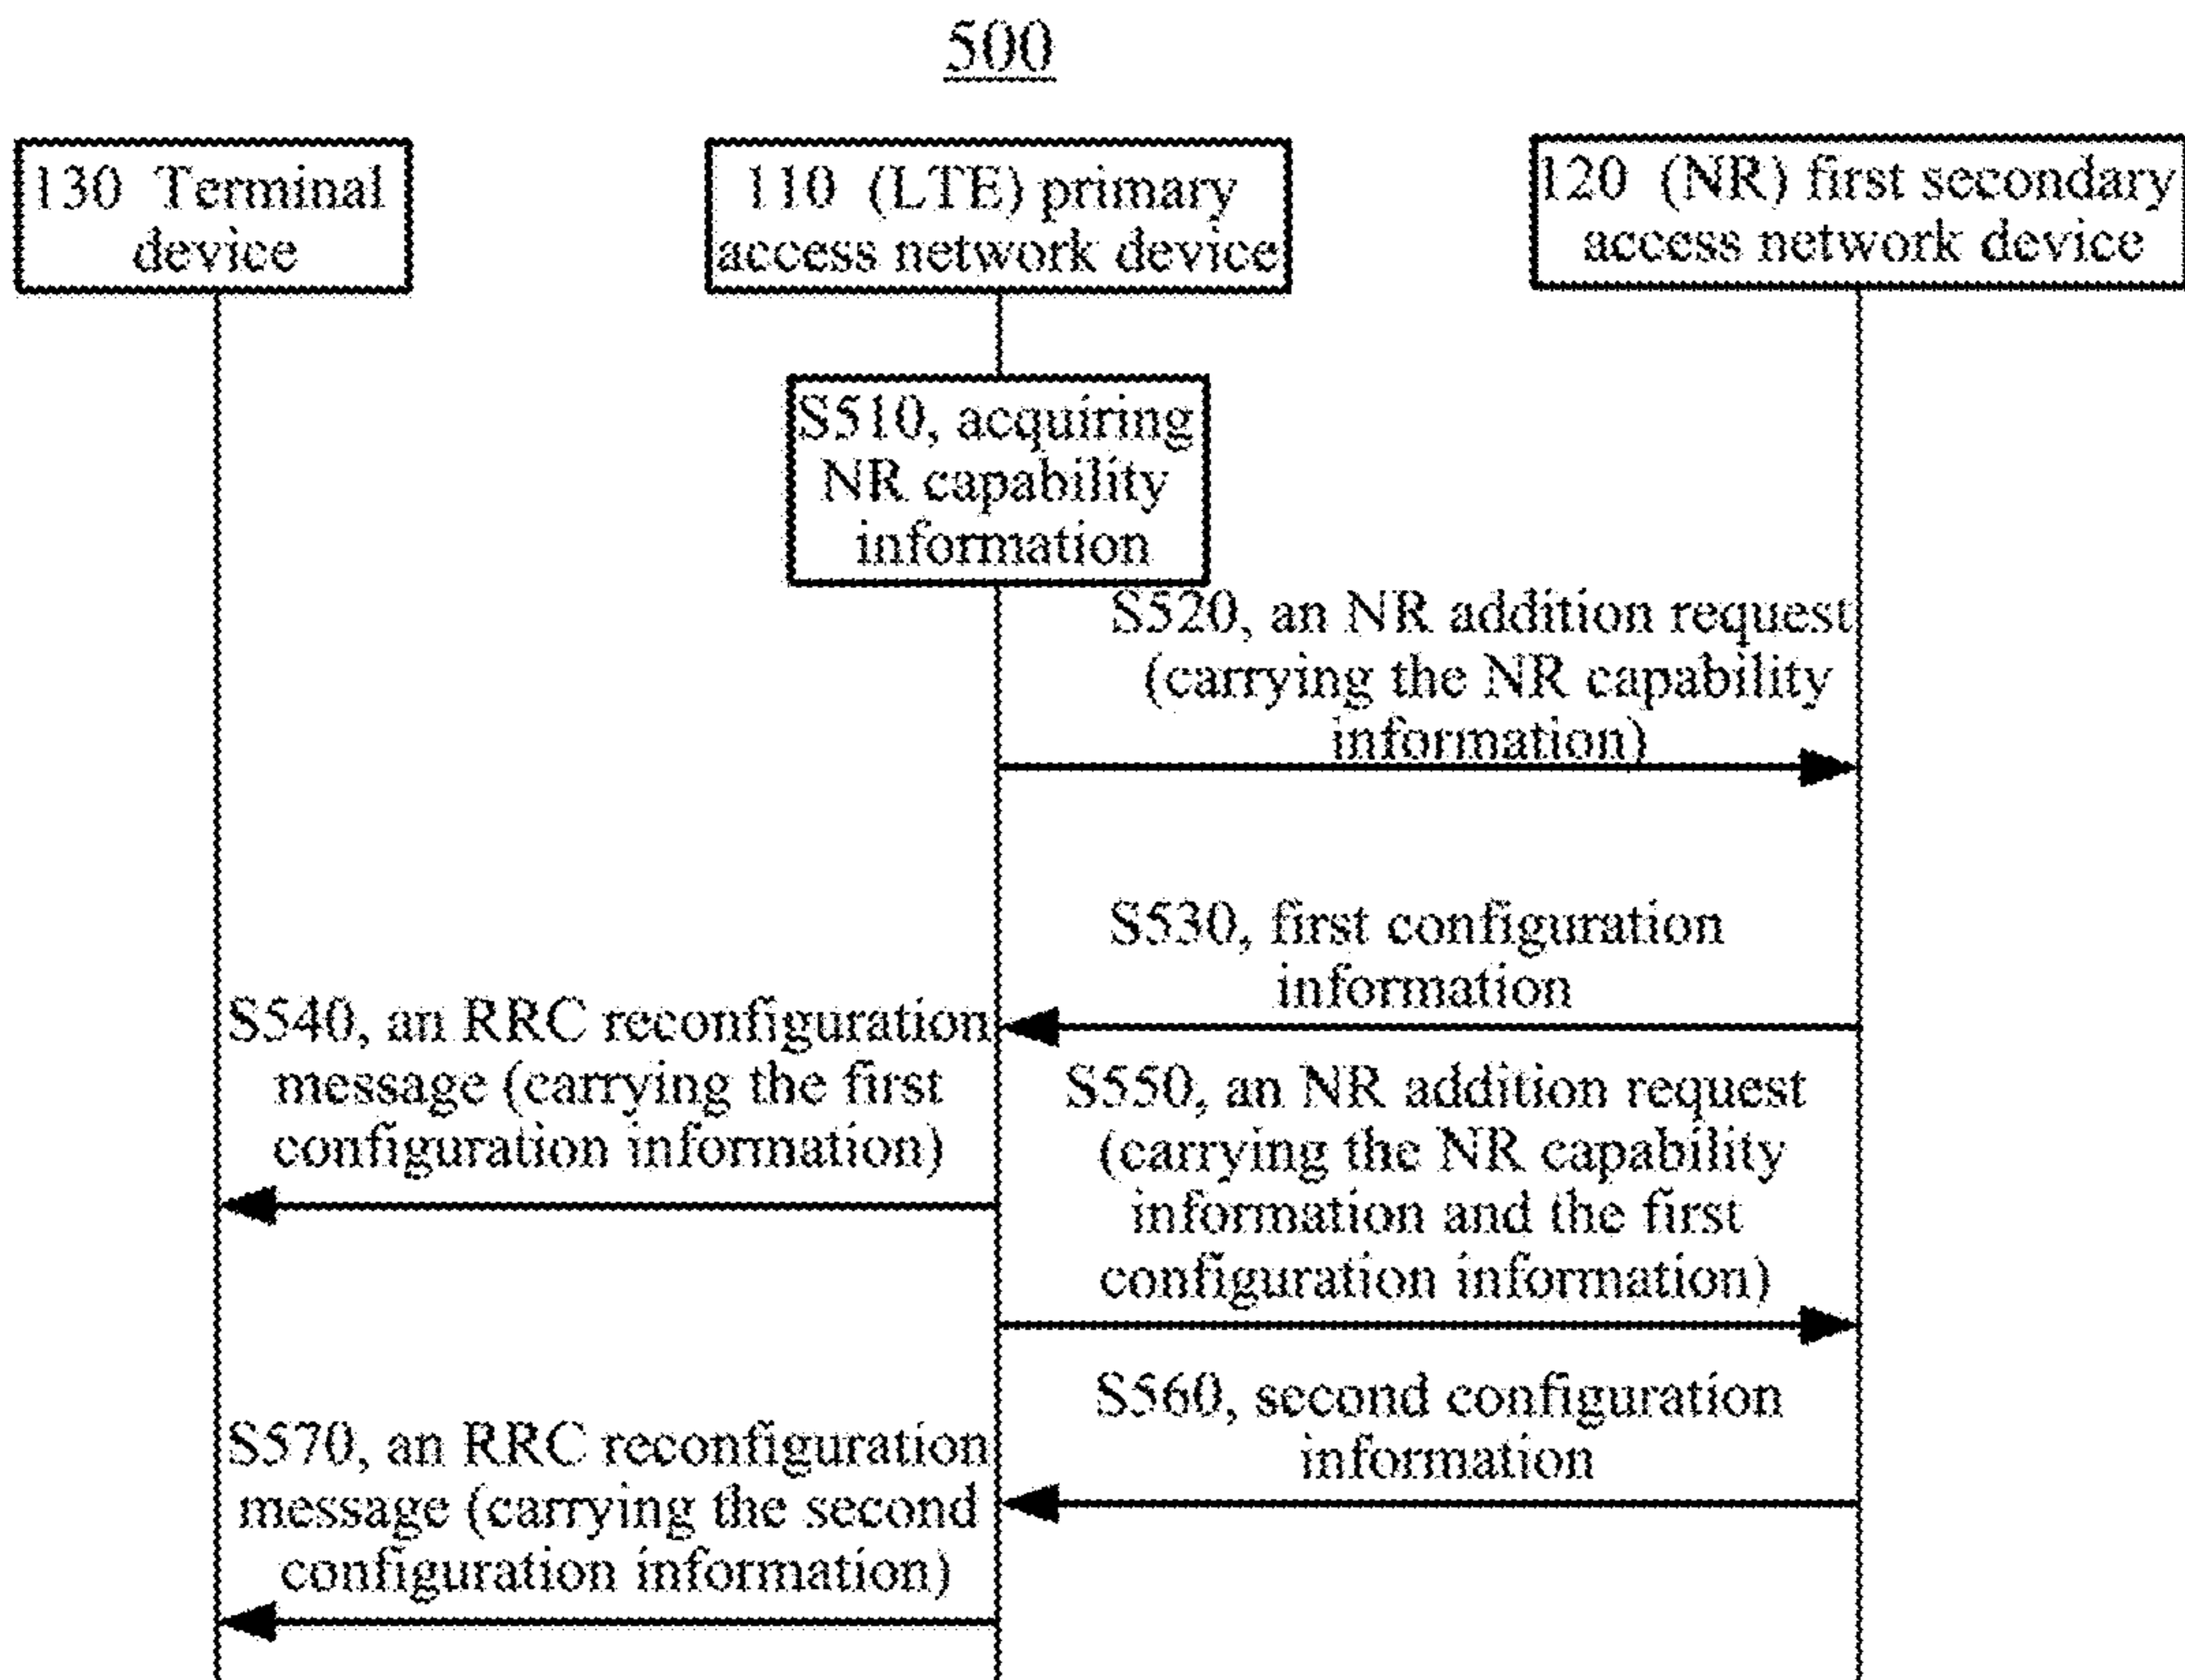 500
130 Terminal
device
110 (LTE) primary
access network device
120 (NR) first secondary
access network device
S510, acquiring
NR capability
information
S520, an NR addition request
(carrying the NR capability
information)
S530, first configuration
information
S540, an RRC reconfiguration
message (carrying the first
configuration information)
S550, an NR addition request
(carrying the NR capability
information and the first
configuration information)
S560, second configuration
information
S570, an RRC reconfiguration
message (carrying the second
configuration information)